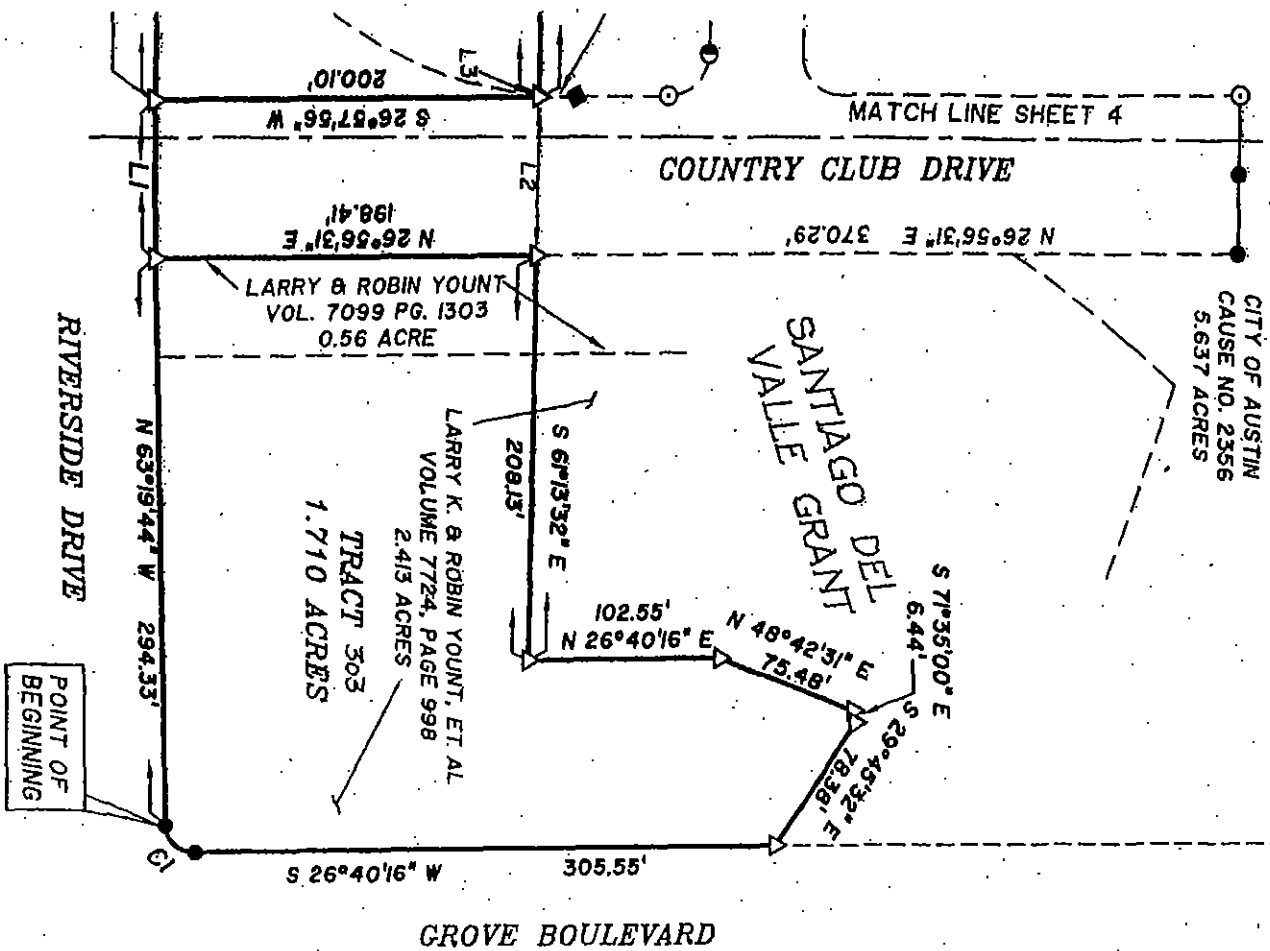 MATCH LINE SHEET 4
COUNTRY CLUB DRIVE
L3
200.10'
S 26°57'56" W
L1
L2
N 26°56'31" E
198.41'
N 26°56'31" E 370.29'
LARRY & ROBIN YOUNT
VOL. 7099 PG. 1303
0.56 ACRE
CITY OF AUSTIN
CAUSE NO. 2356
5.637 ACRES
SANTIAGO DEL
VALLE GRANT
RIVERSIDE DRIVE
N 63°19'44" W 294.33'
S 61°13'32" E
208.13'
LARRY K. & ROBIN YOUNT, ET. AL
VOLUME 7724, PAGE 998
2.413 ACRES
TRACT 303
1.710 ACRES
102.55'
N 26°40'16" E
N 48°42'31" E
75.48'
S 71°35'00" E
6.44'
S 29°45'32" E
78.38'
POINT OF
BEGINNING
C1
S 26°40'16" W 305.55'
GROVE BOULEVARD